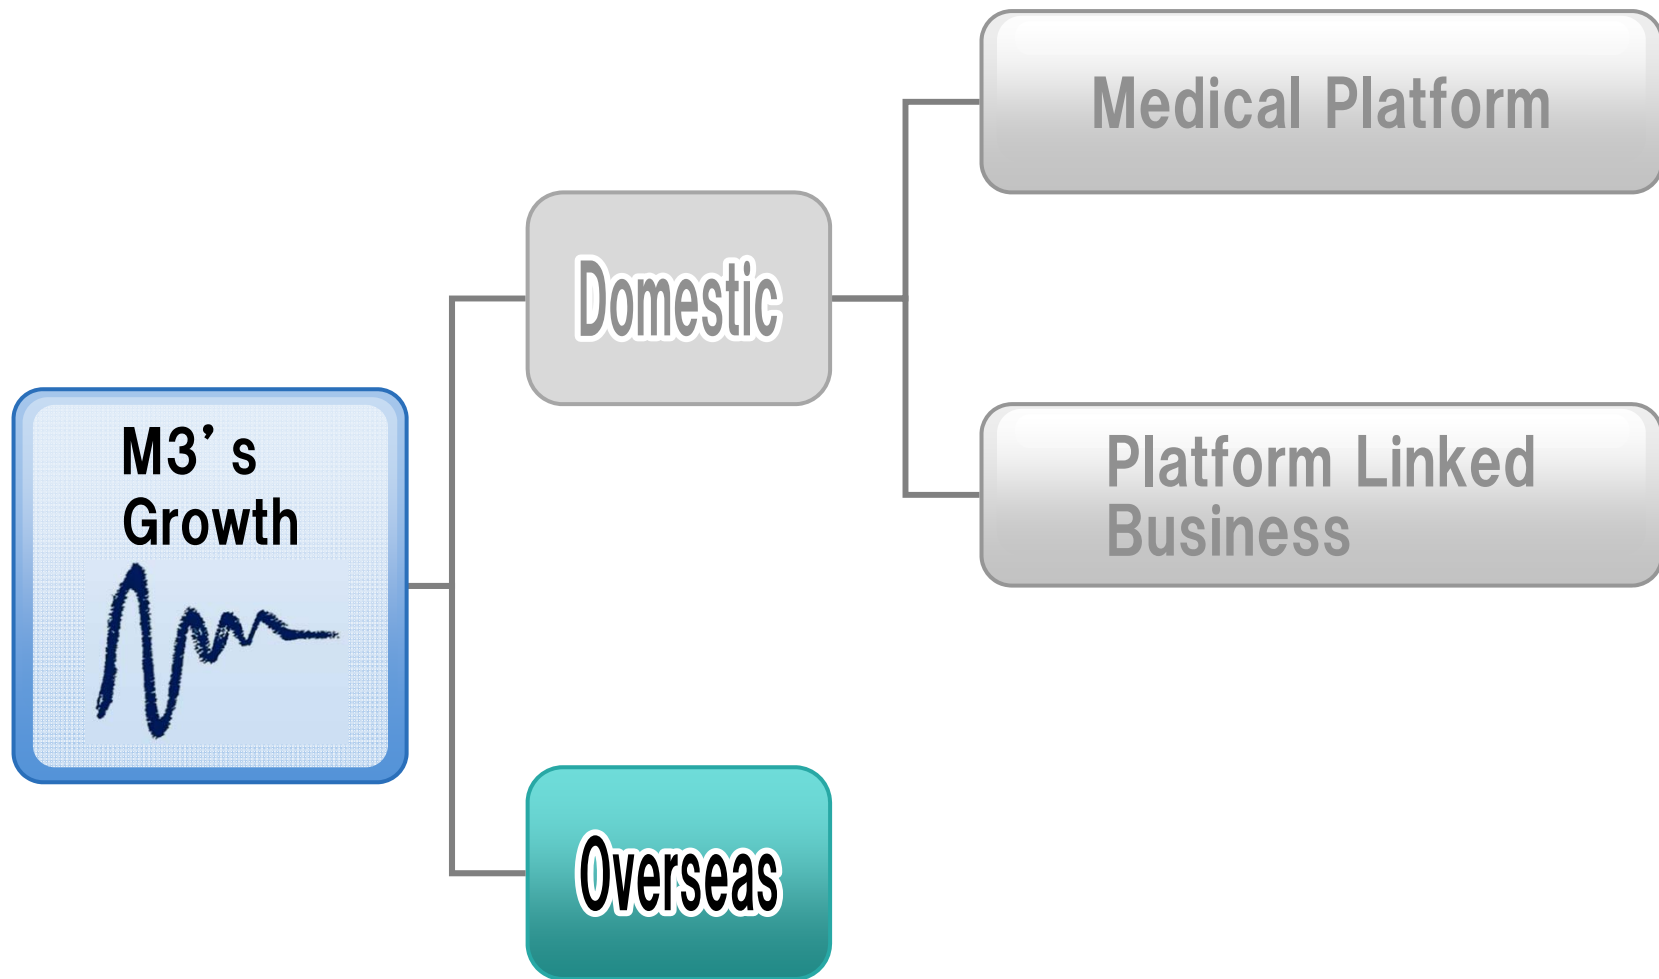 M3’s
Growth
Domestic
Medical Platform
Platform Linked
Business
Overseas